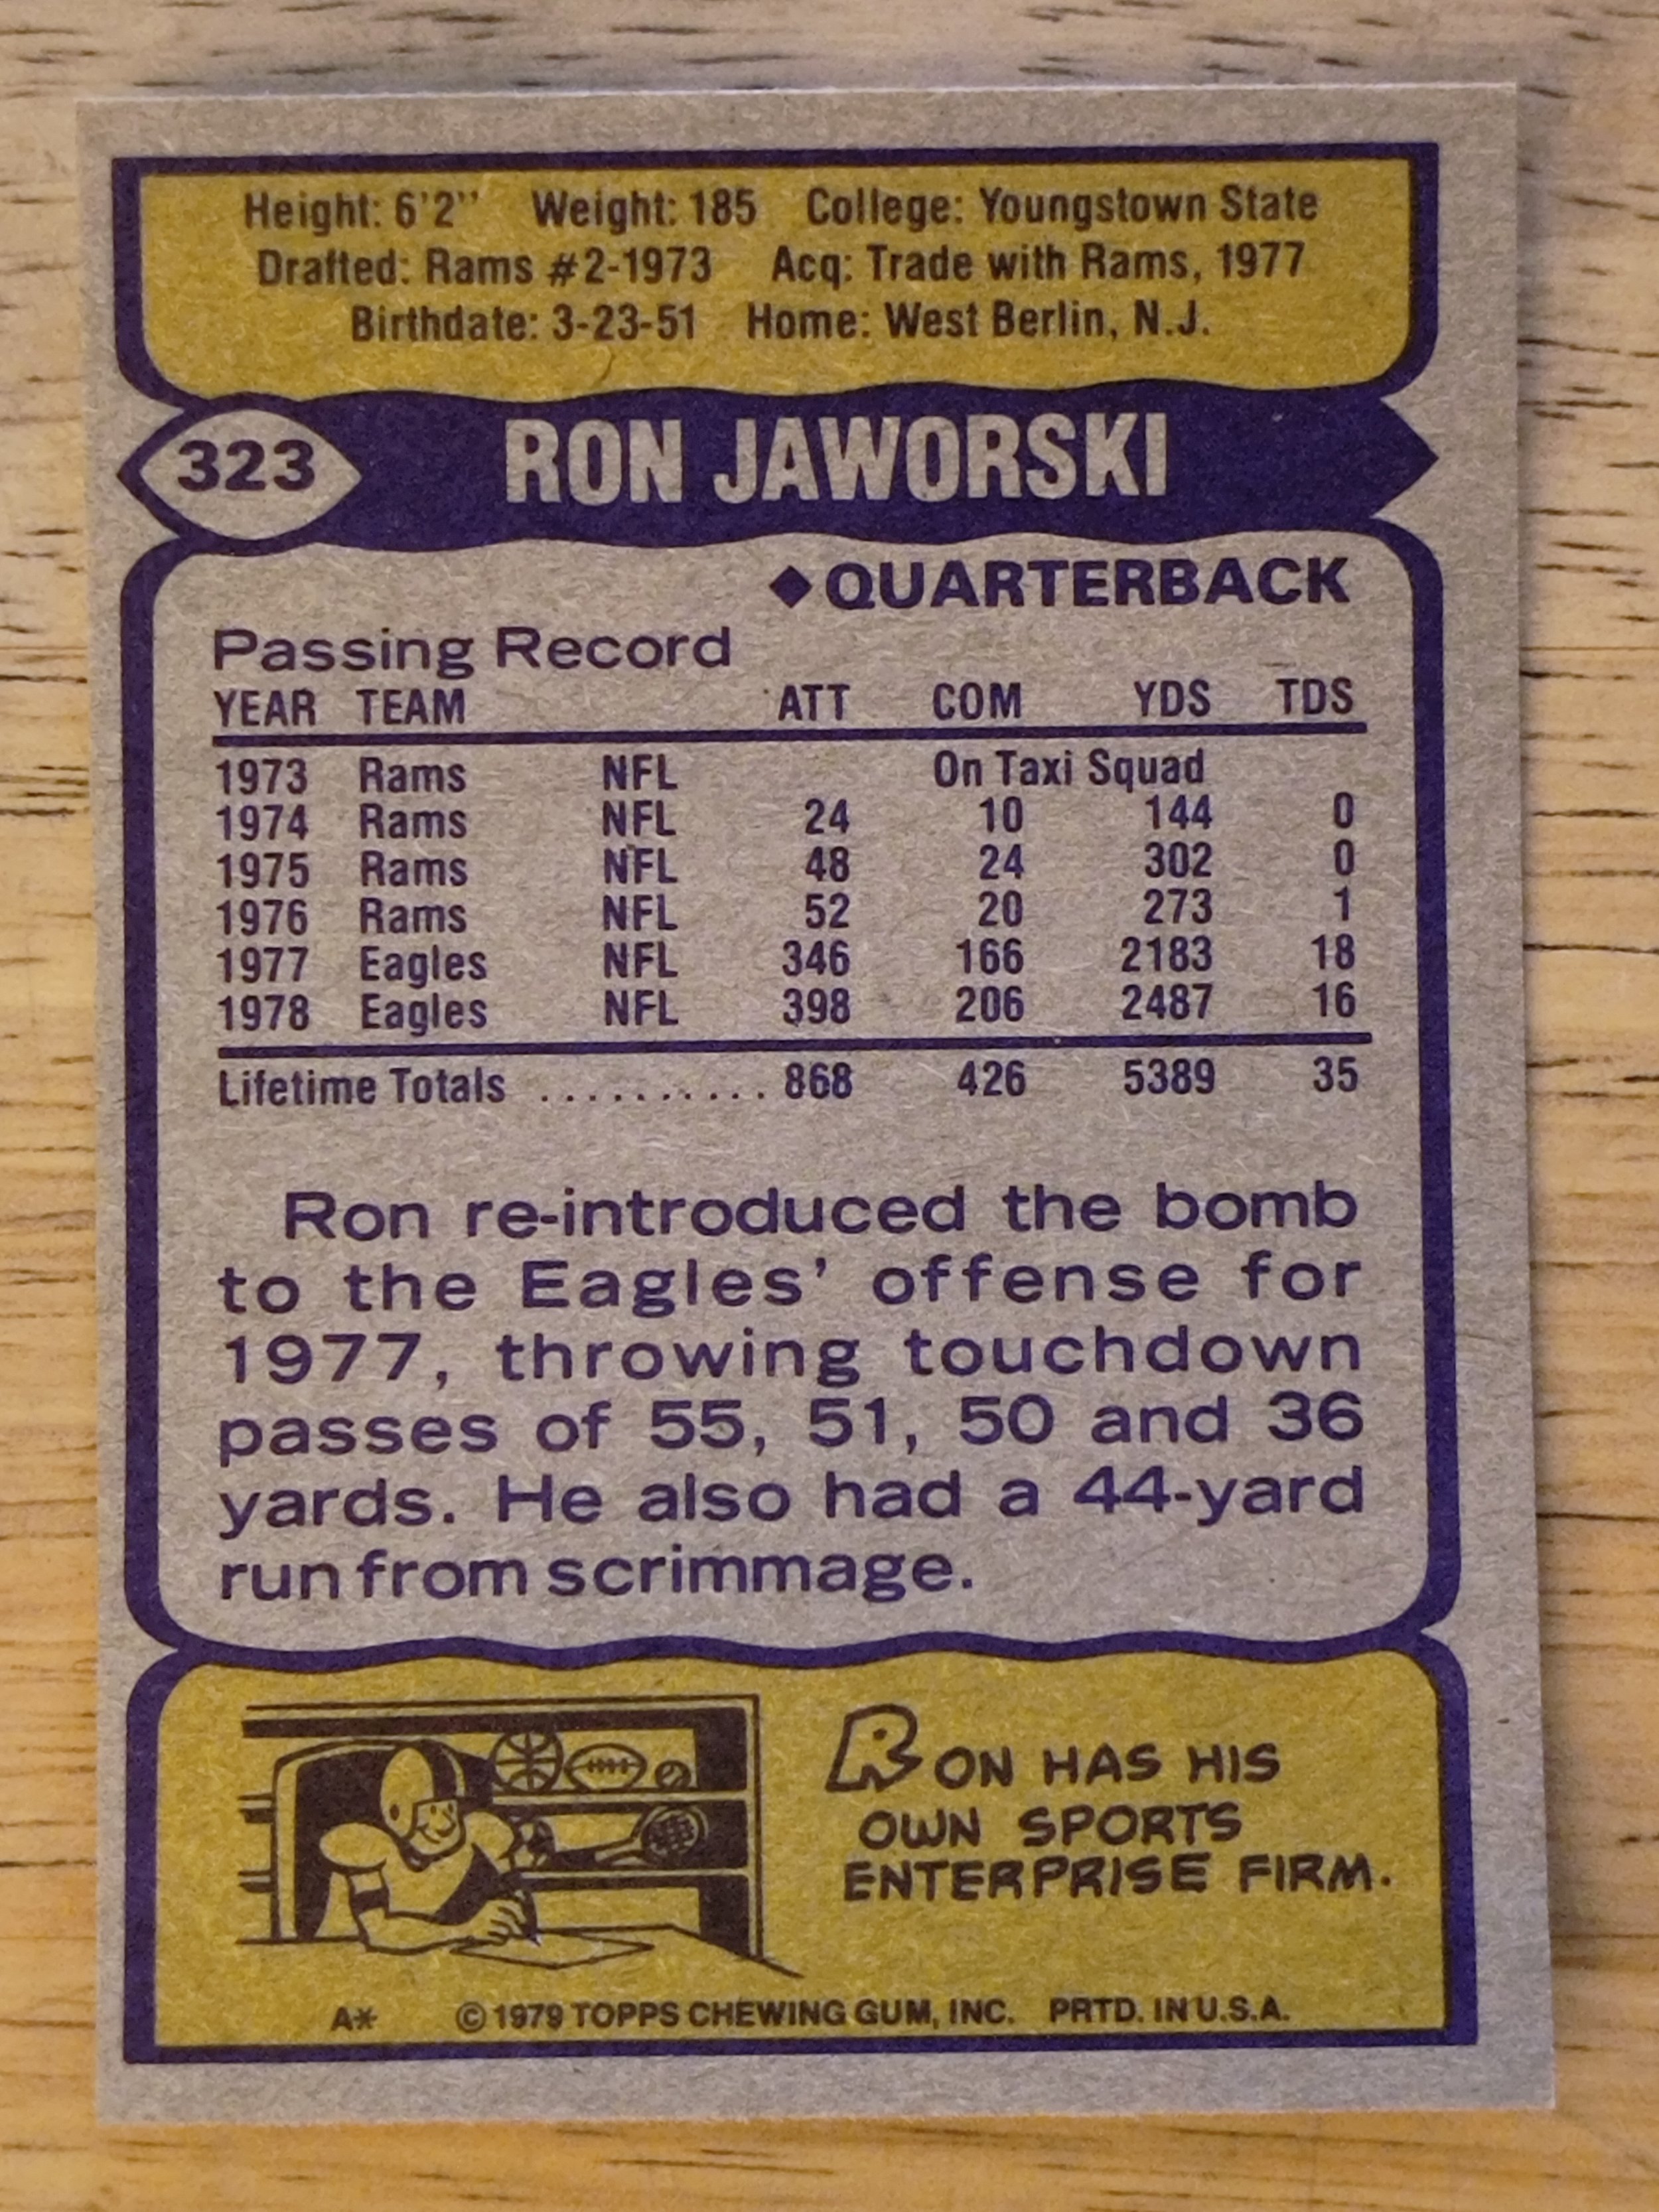 Height: 6'2" Weight: 185 College: Youngstown State
Drafted: Rams #2-1973 Acq: Trade with Rams, 1977
Birthdate: 3-23-51 Home: West Berlin, N.J.
323 RON JAWORSKI
◆QUARTERBACK
Passing Record
YEAR TEAM ATT COM YDS TDS
1973 Rams NFL On Taxi Squad
1974 Rams NFL 24 10 144 0
1975 Rams NFL 48 24 302 0
1976 Rams NFL 52 20 273 1
1977 Eagles NFL 346 166 2183 18
1978 Eagles NFL 398 206 2487 16
Lifetime Totals .......... 868 426 5389 35
Ron re-introduced the bomb
to the Eagles' offense for
1977, throwing touchdown
passes of 55, 51, 50 and 36
yards. He also had a 44-yard
run from scrimmage.
RON HAS HIS
OWN SPORTS
ENTERPRISE FIRM.
A* © 1979 TOPPS CHEWING GUM, INC. PRTD. IN U.S.A.